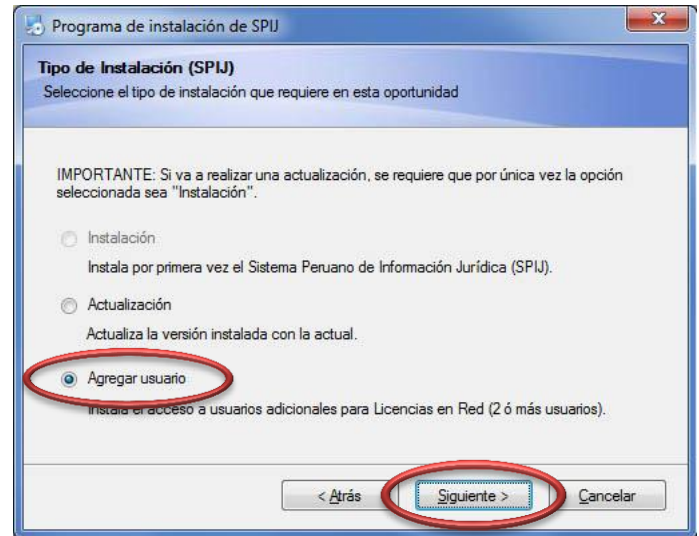 Programa de instalación de SPIJ
Tipo de Instalación (SPIJ)
Seleccione el tipo de instalación que requiere en esta oportunidad
IMPORTANTE: Si va a realizar una actualización, se requiere que por única vez la opción
seleccionada sea "Instalación".
Instalación
Instala por primera vez el Sistema Peruano de Información Jurídica (SPIJ).
Actualización
Actualiza la versión instalada con la actual.
Agregar usuario
Instala el acceso a usuarios adicionales para Licencias en Red (2 ó más usuarios).
< Atrás
Siguiente >
Cancelar